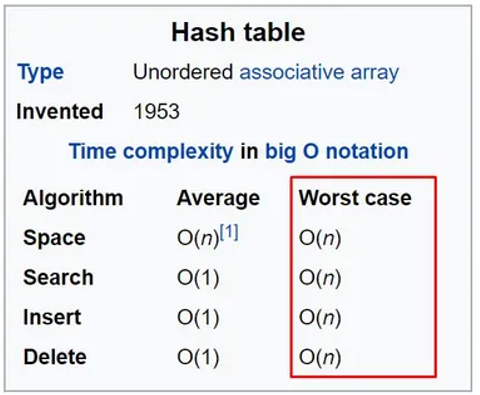 Hash table
Type Unordered associative array
Invented 1953
Time complexity in big O notation
Algorithm Average Worst case
Space O(n)[1] O(n)
Search O(1) O(n)
Insert O(1) O(n)
Delete O(1) O(n)